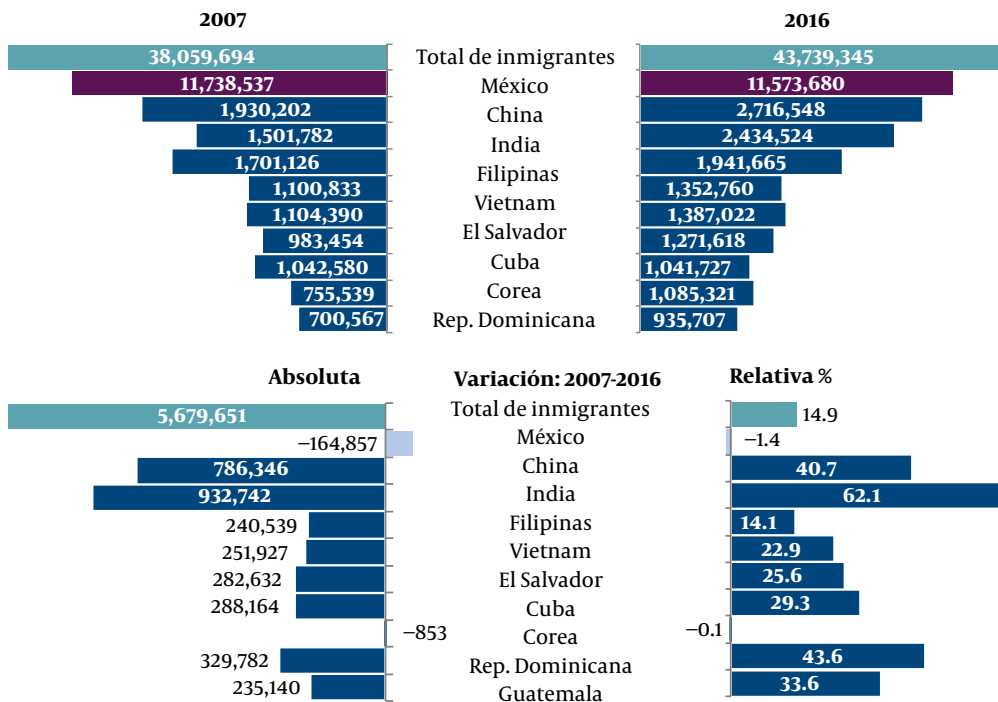 2007 2016
38,059,694 Total de inmigrantes 43,739,345
11,738,537 México 11,573,680
1,930,202 China 2,716,548
1,501,782 India 2,434,524
1,701,126 Filipinas 1,941,665
1,100,833 Vietnam 1,352,760
1,104,390 El Salvador 1,387,022
983,454 Cuba 1,271,618
1,042,580 Corea 1,041,727
755,539 Rep. Dominicana 1,085,321
700,567 935,707
Absoluta Variación: 2007-2016 Relativa %
5,679,651 Total de inmigrantes 14.9
−164,857 México −1.4
786,346 China 40.7
932,742 India 62.1
240,539 Filipinas 14.1
251,927 Vietnam 22.9
282,632 El Salvador 25.6
288,164 Cuba 29.3
−853 Corea −0.1
329,782 Rep. Dominicana 43.6
235,140 Guatemala 33.6